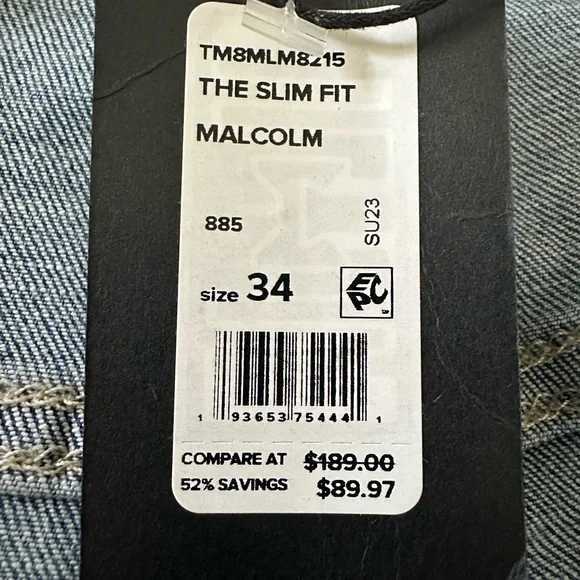 TM8MLM8215
THE SLIM FIT
MALCOLM
885
SU23
size 34
EPC
1 93653 75444 1
COMPARE AT $189.00
52% SAVINGS $89.97